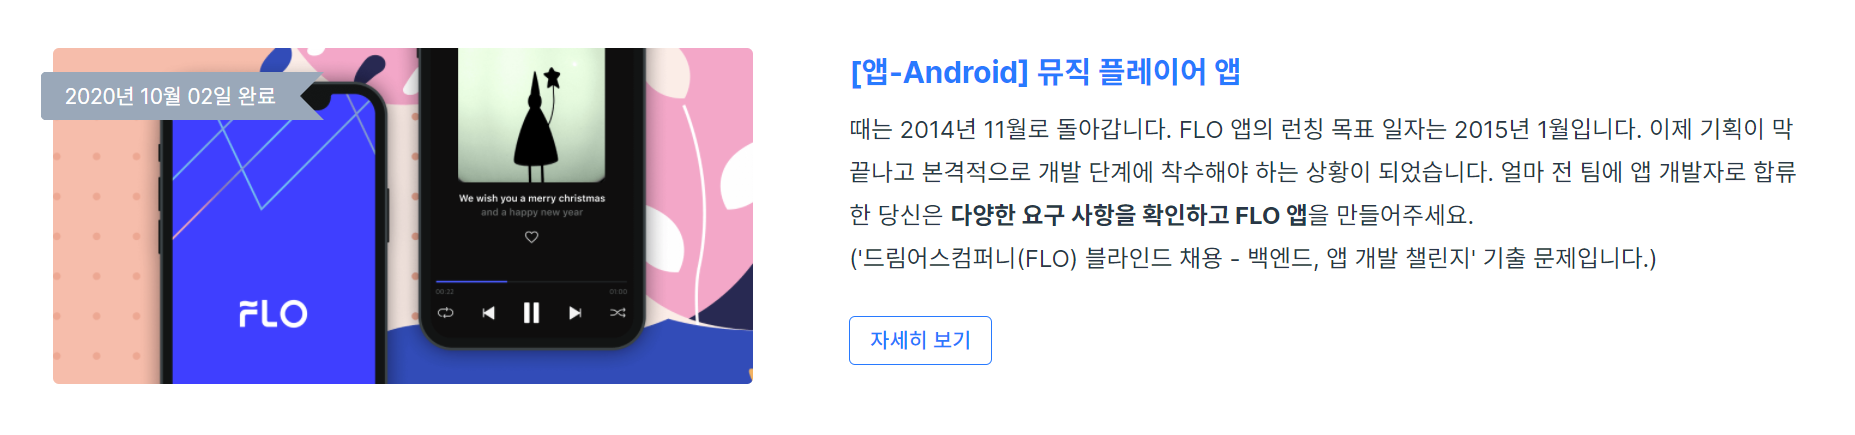 2020년 10월 02일 완료
FLO
We wish you a merry christmas
and a happy new year
00:22
01:00
[앱-Android] 뮤직 플레이어 앱
때는 2014년 11월로 돌아갑니다. FLO 앱의 런칭 목표 일자는 2015년 1월입니다. 이제 기획이 막
끝나고 본격적으로 개발 단계에 착수해야 하는 상황이 되었습니다. 얼마 전 팀에 앱 개발자로 합류
한 당신은 다양한 요구 사항을 확인하고 FLO 앱을 만들어주세요.
('드림어스컴퍼니(FLO) 블라인드 채용 - 백엔드, 앱 개발 챌린지' 기출 문제입니다.)
자세히 보기